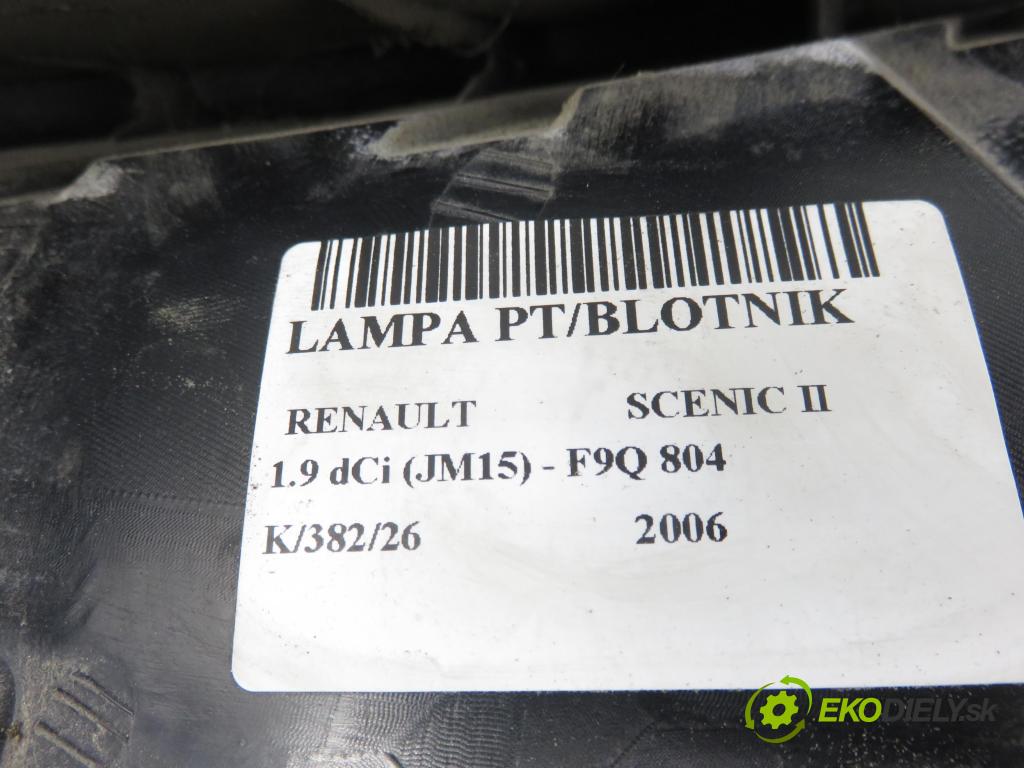 LAMPA PT/BLOTNIK
RENAULT SCENIC II
1.9 dCi (JM15) - F9Q 804
K/382/26 2006
EKODIELY.sk